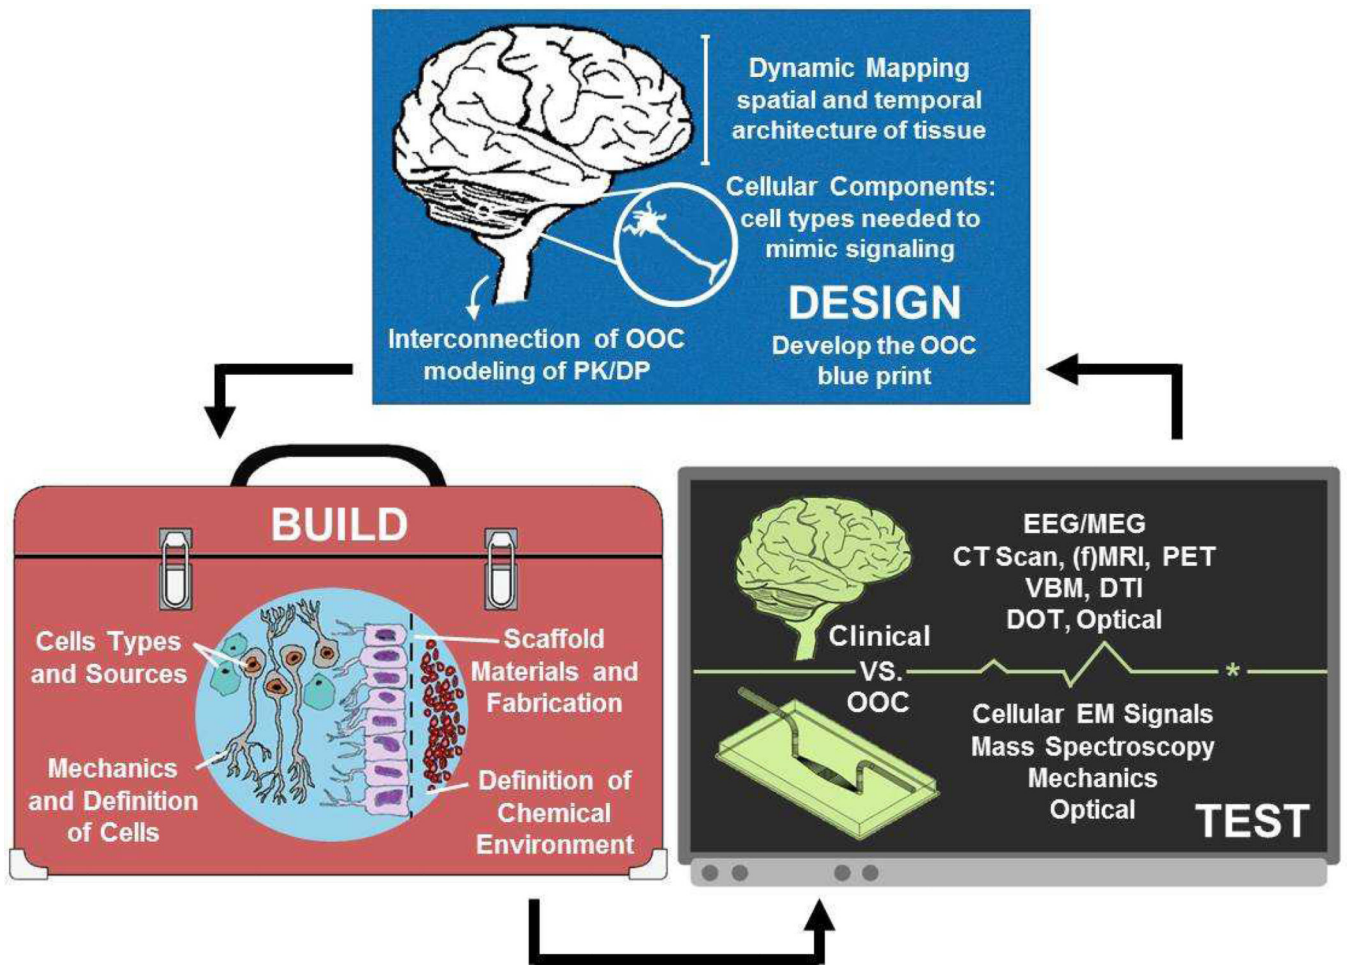 Dynamic Mapping
spatial and temporal
architecture of tissue
Cellular Components:
cell types needed to
mimic signaling
DESIGN
Develop the OOC
blue print
Interconnection of OOC
modeling of PK/DP
BUILD
Cells Types
and Sources
Mechanics
and Definition
of Cells
Scaffold
Materials and
Fabrication
Definition of
Chemical
Environment
EEG/MEG
CT Scan, (f)MRI, PET
VBM, DTI
DOT, Optical
Clinical
VS.
OOC
*
Cellular EM Signals
Mass Spectroscopy
Mechanics
Optical
TEST